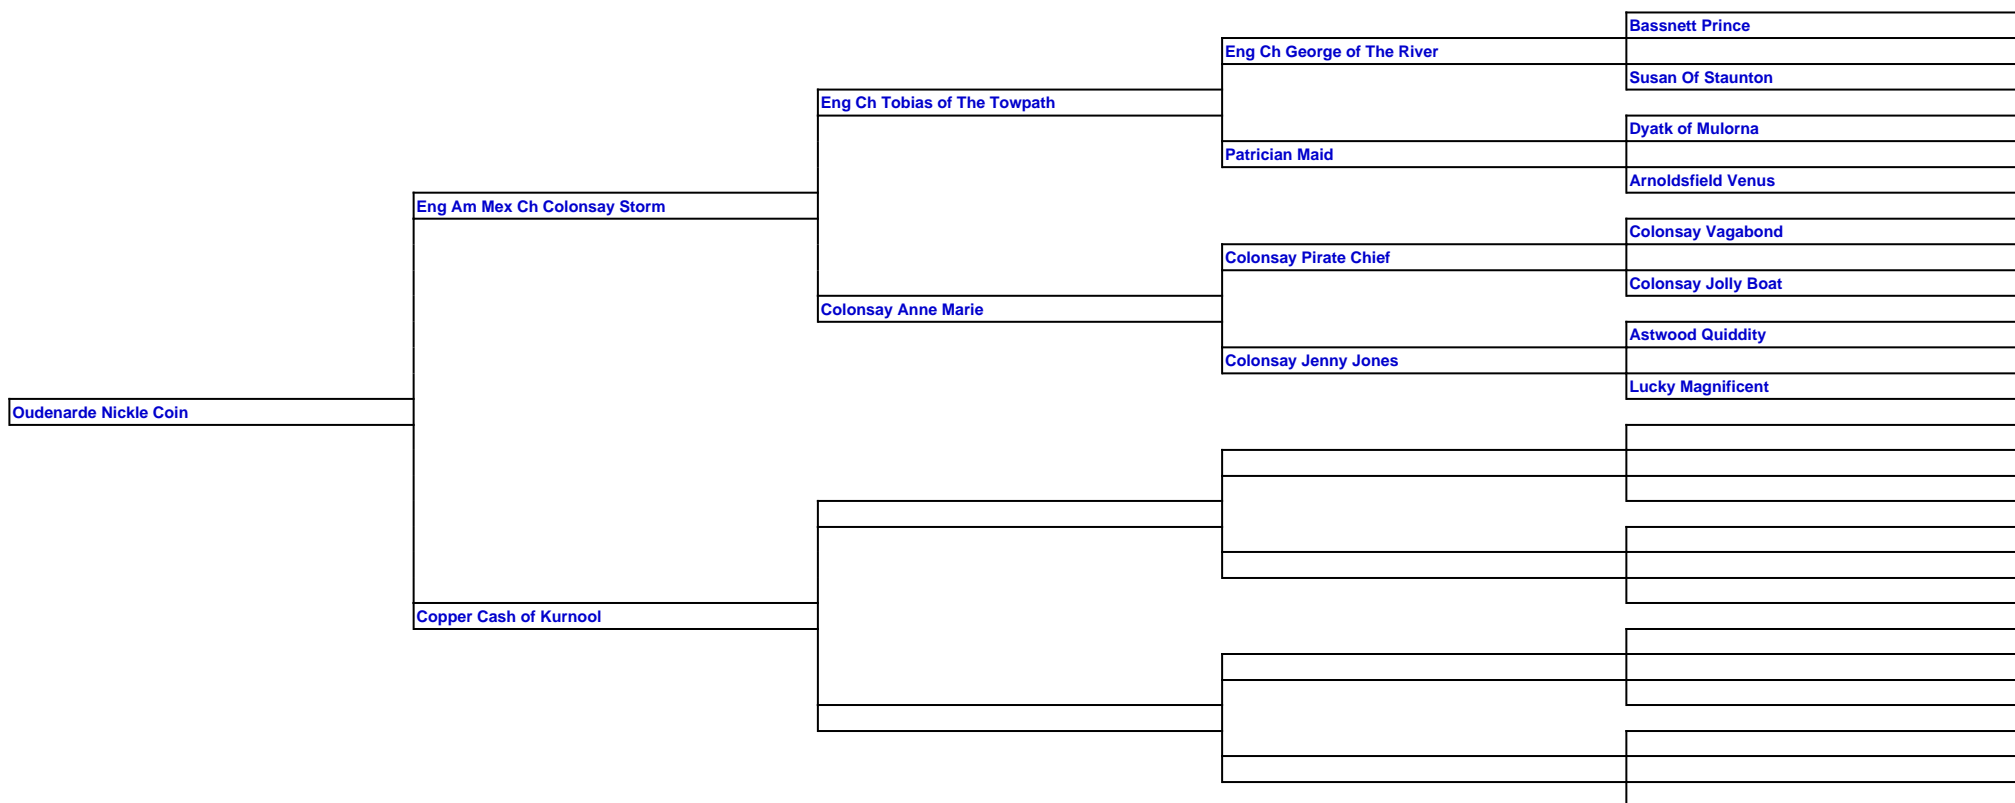 Bassnett Prince
Eng Ch George of The River
Susan Of Staunton
Eng Ch Tobias of The Towpath
Dyatk of Mulorna
Patrician Maid
Arnoldsfield Venus
Eng Am Mex Ch Colonsay Storm
Colonsay Vagabond
Colonsay Pirate Chief
Colonsay Jolly Boat
Colonsay Anne Marie
Astwood Quiddity
Colonsay Jenny Jones
Lucky Magnificent
Oudenarde Nickle Coin
Copper Cash of Kurnool